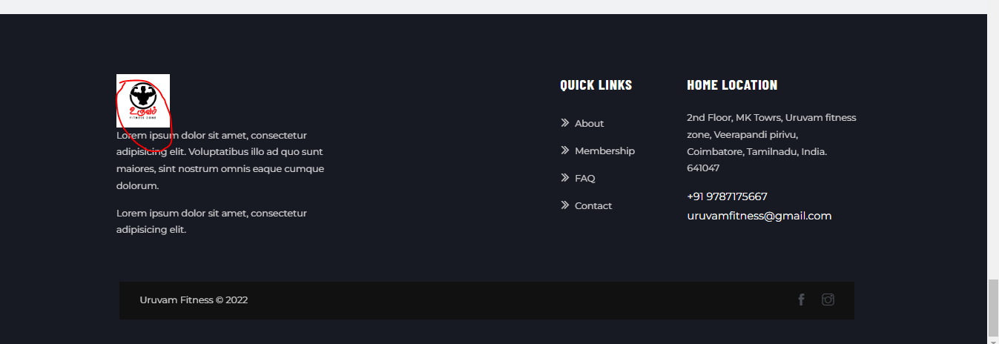 உருவம்
FITNESS ZONE
Lorem ipsum dolor sit amet, consectetur
adipisicing elit. Voluptatibus illo ad quo sunt
maiores, sint nostrum omnis eaque cumque
dolorum.
Lorem ipsum dolor sit amet, consectetur
adipisicing elit.
QUICK LINKS
About
Membership
FAQ
Contact
HOME LOCATION
2nd Floor, MK Towrs, Uruvam fitness
zone, Veerapandi pirivu,
Coimbatore, Tamilnadu, India.
641047
+91 9787175667
uruvamfitness@gmail.com
Uruvam Fitness © 2022